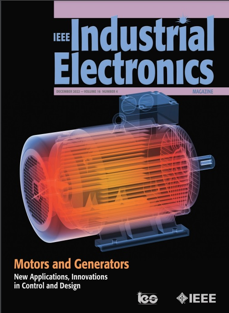 IEEE Industrial
Electronics
MAGAZINE
Motors and Generators
New Applications, Innovations
in Control and Design
IEEE